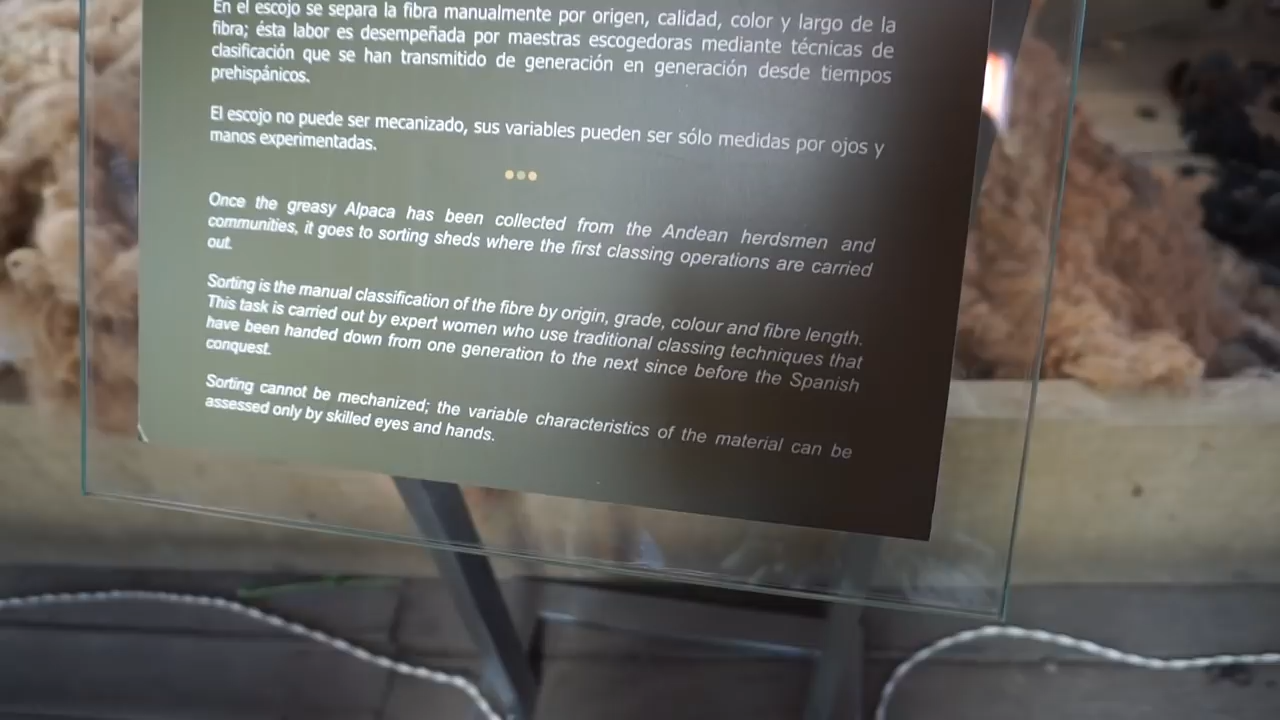 En el escojo se separa la fibra manualmente por origen, calidad, color y largo de la
fibra; ésta labor es desempeñada por maestras escogedoras mediante técnicas de
clasificación que se han transmitido de generación en generación desde tiempos
prehispánicos.
El escojo no puede ser mecanizado, sus variables pueden ser sólo medidas por ojos y
manos experimentadas.
Once the greasy Alpaca has been collected from the Andean herdsmen and
communities, it goes to sorting sheds where the first classing operations are carried
out.
Sorting is the manual classification of the fibre by origin, grade, colour and fibre length.
This task is carried out by expert women who use traditional classing techniques that
have been handed down from one generation to the next since before the Spanish
conquest.
Sorting cannot be mechanized; the variable characteristics of the material can be
assessed only by skilled eyes and hands.